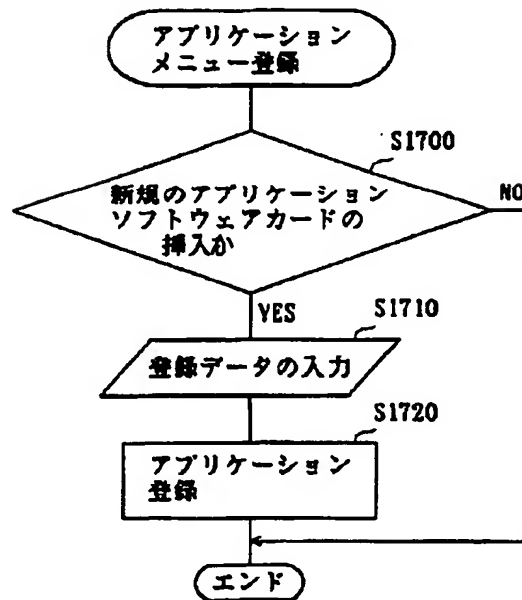 アプリケーション
メニュー登録
S1700
新規のアプリケーション
ソフトウェアカードの
挿入か
NO
YES
S1710
登録データの入力
S1720
アプリケーション
登録
エンド